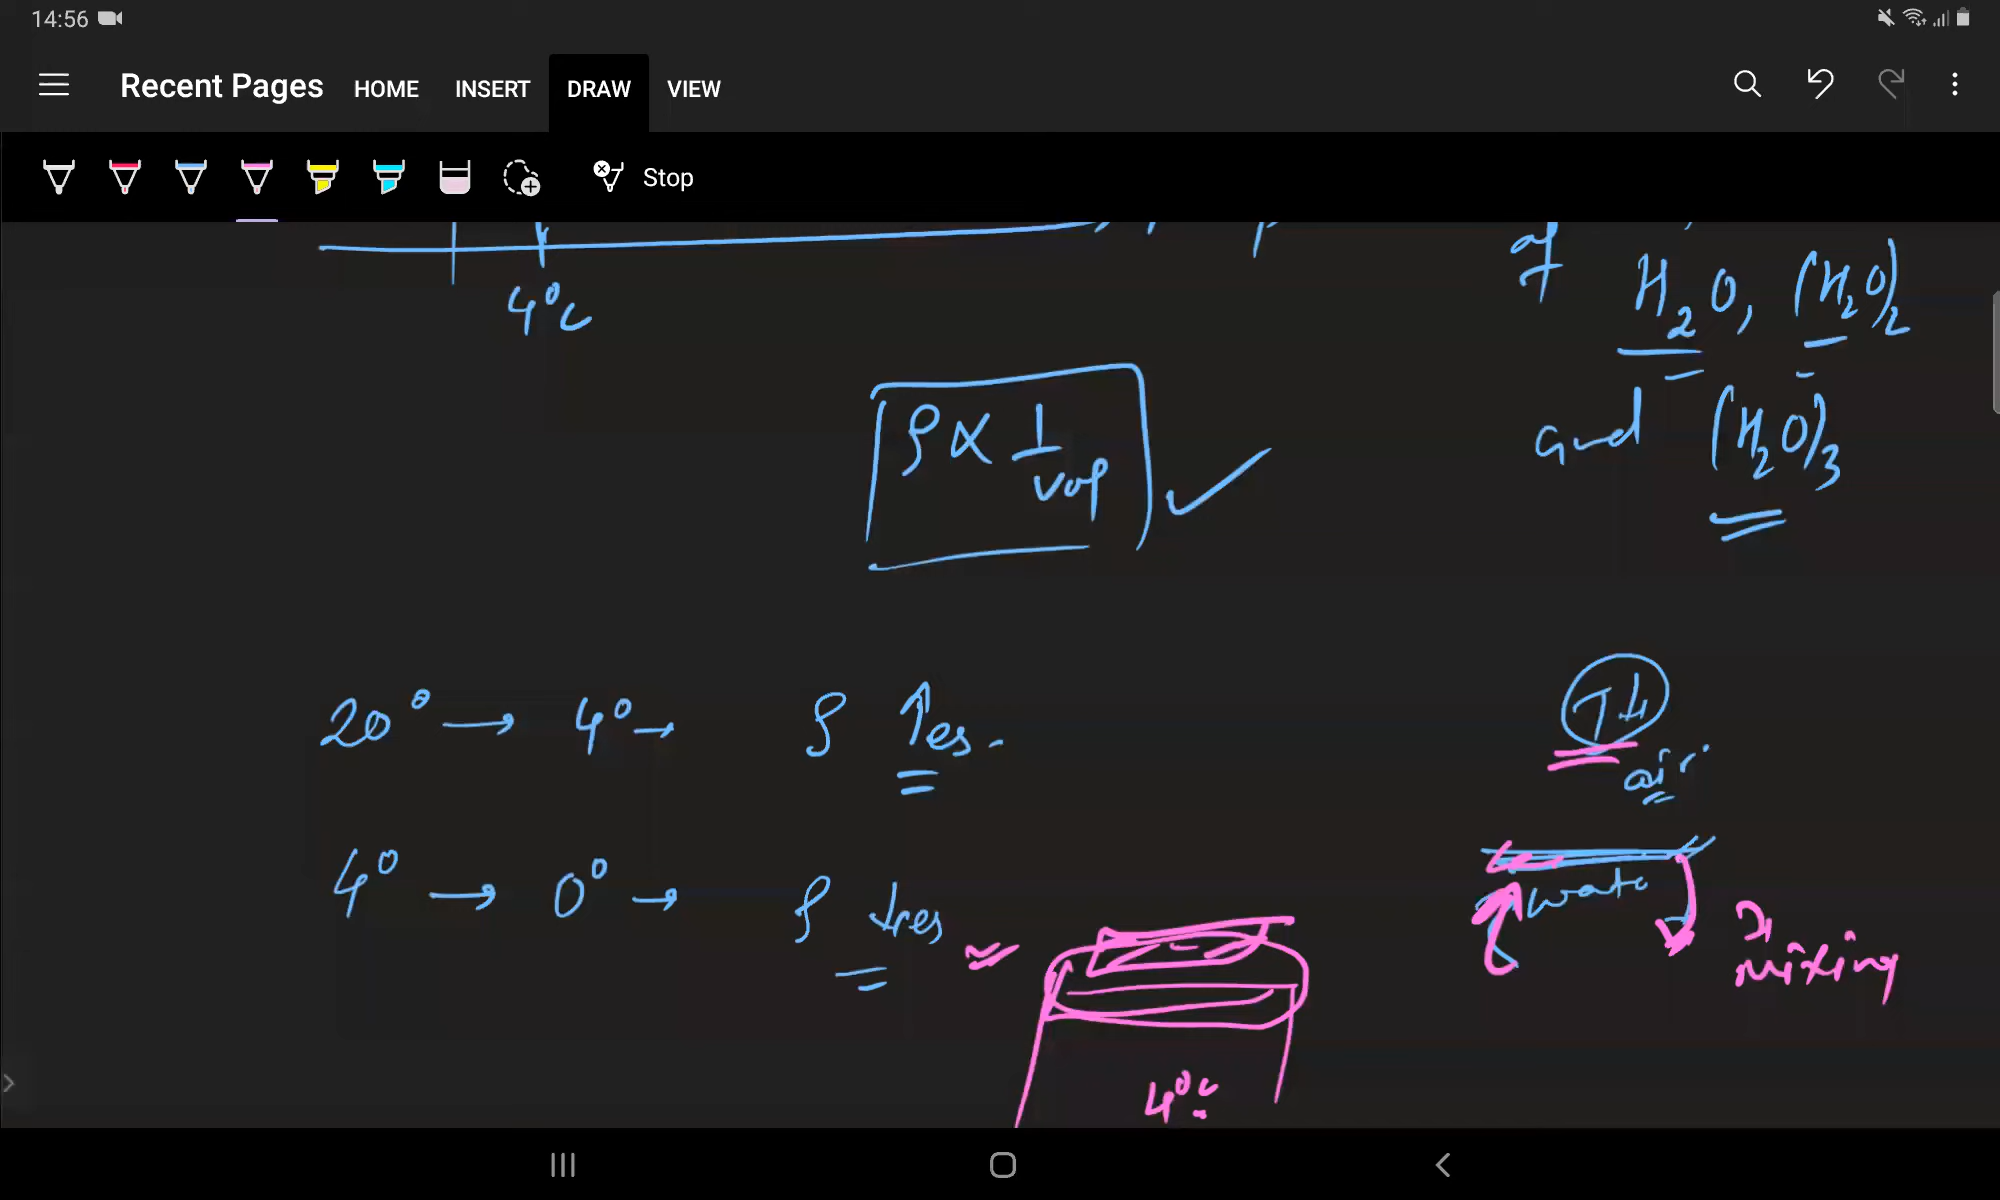 14:56
Recent Pages HOME INSERT DRAW VIEW
Stop
of H₂O, (H₂O)₂
4°C
and (H₂O)₃
ρ ∝ 1/vol
20° → 4° → ρ ↑es.
T↓
air
4° → 0° → ρ ↓es
mixing
4°C